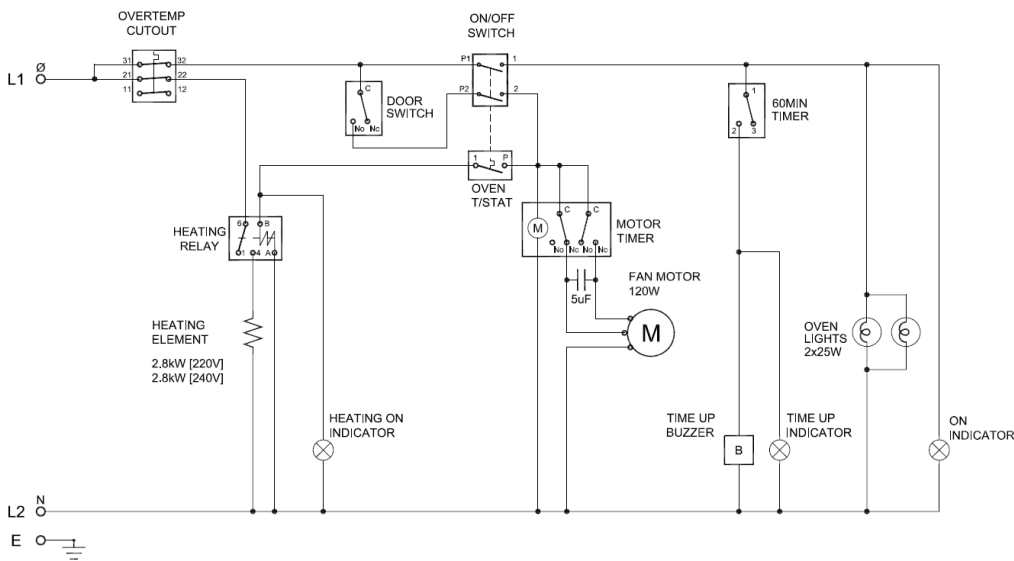 OVERTEMP
CUTOUT
ON/OFF
SWITCH
L1
Ø
31
32
21
22
11
12
P1
1
P2
2
C
No
Nc
DOOR
SWITCH
1
2
3
60MIN
TIMER
1
P
OVEN
T/STAT
HEATING
RELAY
6
B
1
4
A
M
C
C
No
Nc
No
Nc
MOTOR
TIMER
5uF
FAN MOTOR
120W
M
HEATING
ELEMENT
2.8kW [220V]
2.8kW [240V]
OVEN
LIGHTS
2x25W
HEATING ON
INDICATOR
TIME UP
BUZZER
B
TIME UP
INDICATOR
ON
INDICATOR
L2
N
E